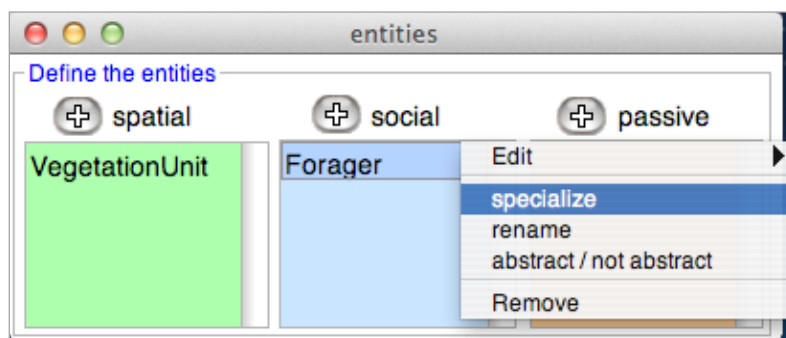 entities
Define the entities
spatial
social
passive
VegetationUnit
Forager
Edit
specialize
rename
abstract / not abstract
Remove